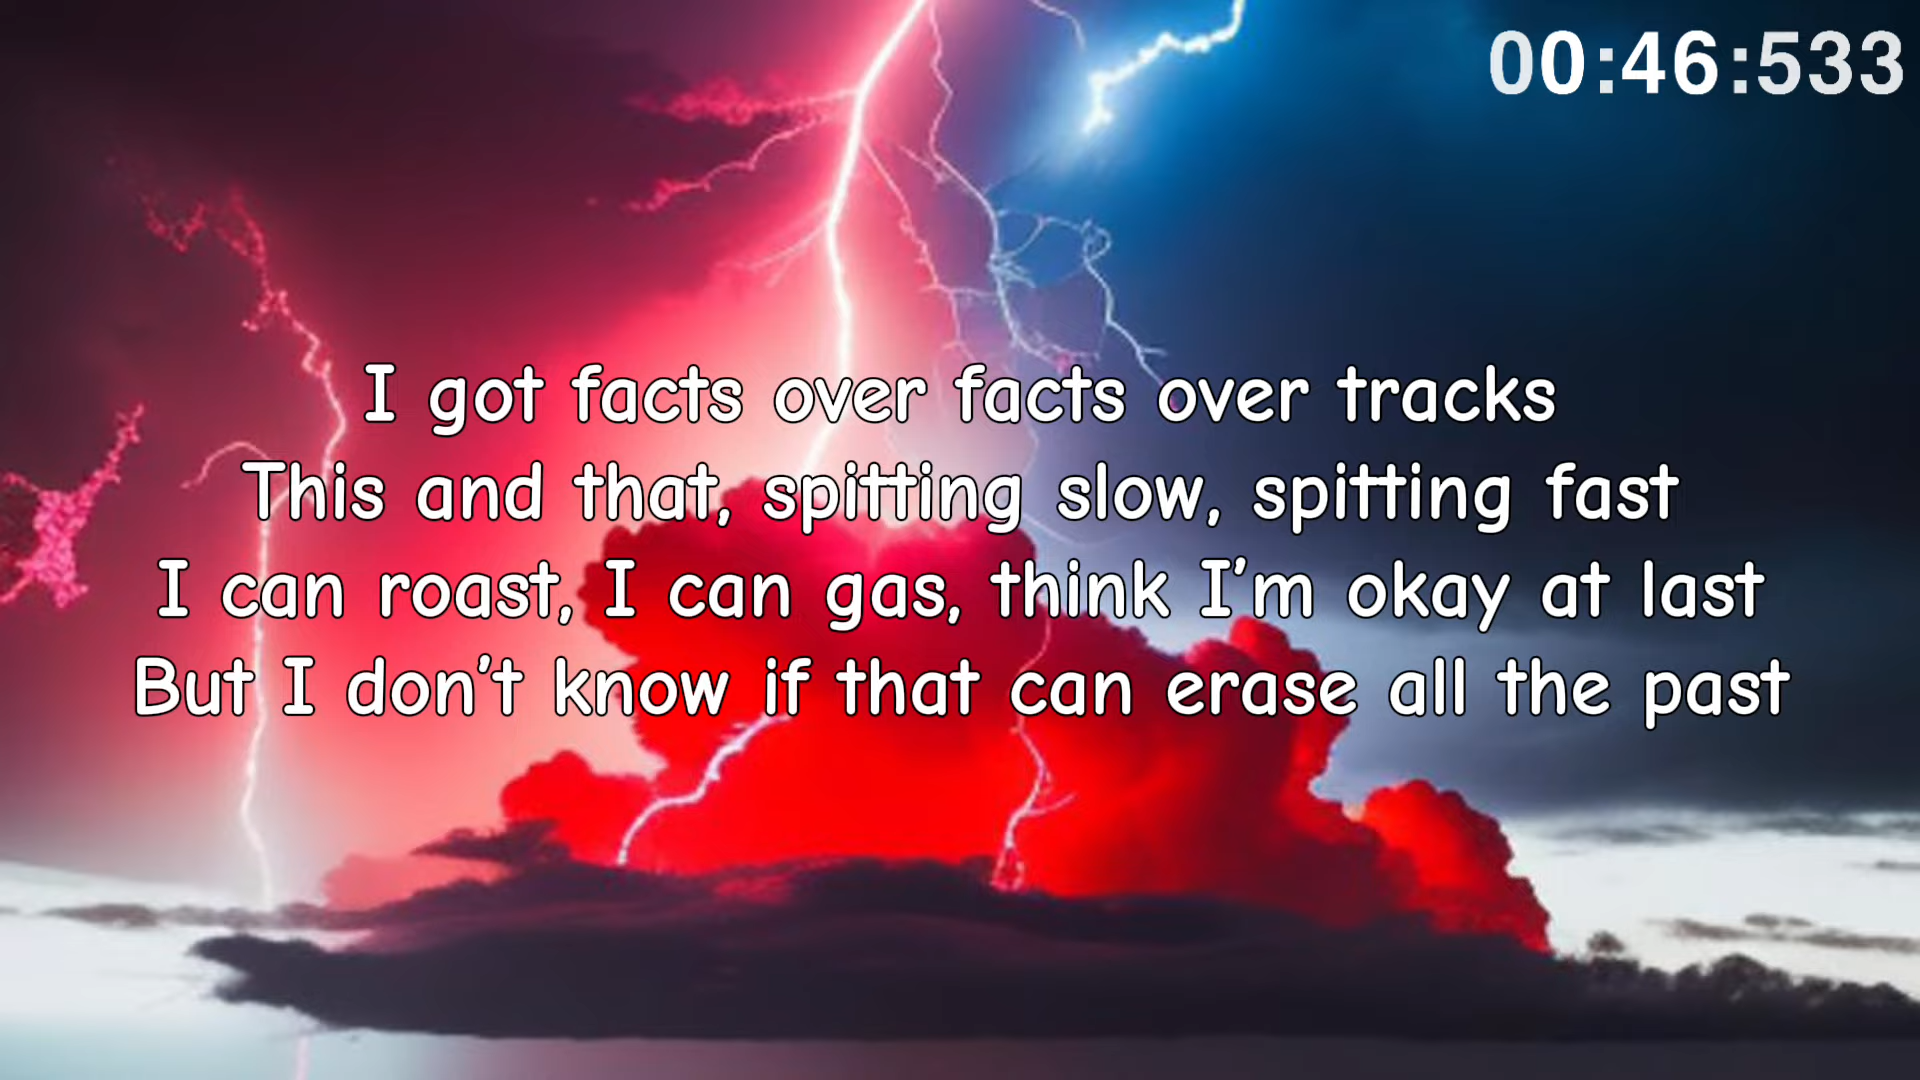 00:46:533
I got facts over facts over tracks
This and that, spitting slow, spitting fast
I can roast, I can gas, think I'm okay at last
But I don't know if that can erase all the past